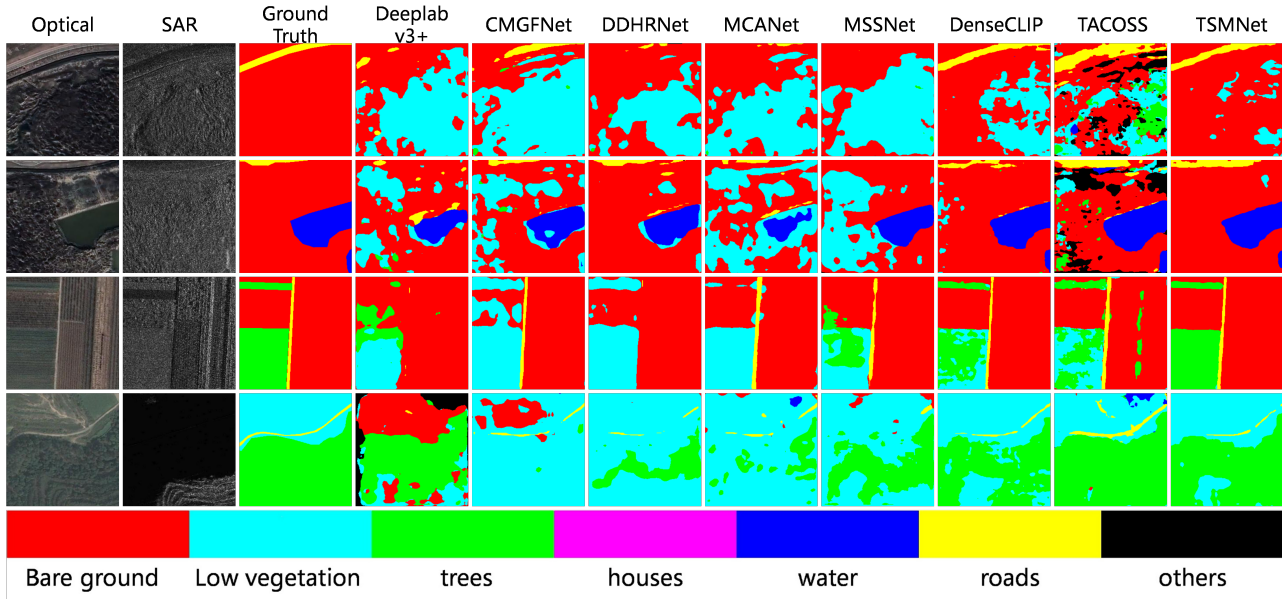 Optical
SAR
Ground
Truth
Deeplab
v3+
CMGFNet
DDHRNet
MCANet
MSSNet
DenseCLIP
TACOSS
TSMNet
Bare ground
Low vegetation
trees
houses
water
roads
others